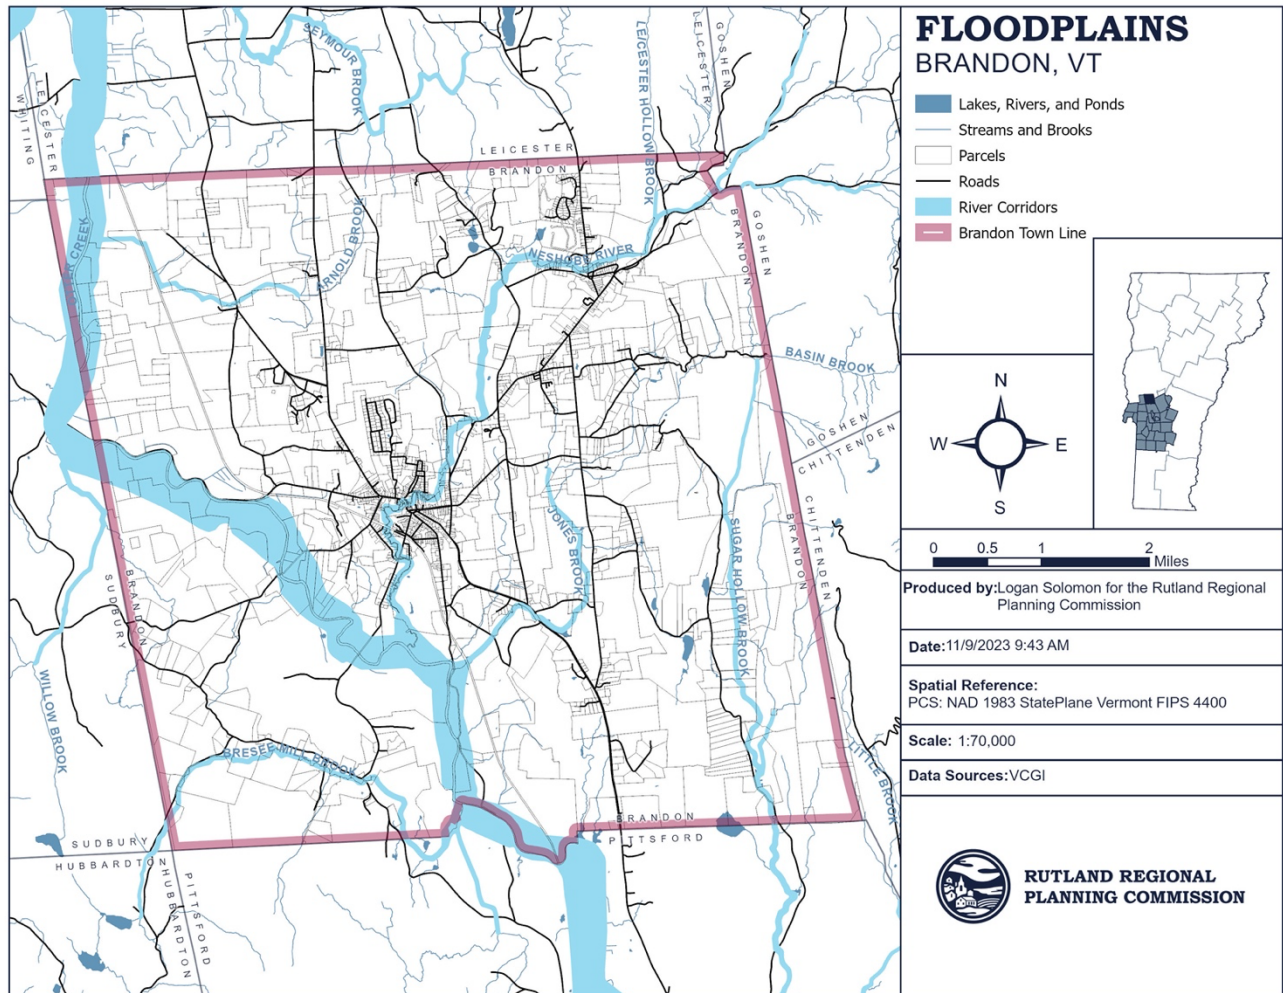 FLOODPLAINS
BRANDON, VT
Lakes, Rivers, and Ponds
Streams and Brooks
Parcels
Roads
River Corridors
Brandon Town Line
N
W
E
S
0 0.5 1 2
Miles
Produced by:Logan Solomon for the Rutland Regional
Planning Commission
Date:11/9/2023 9:43 AM
Spatial Reference:
PCS: NAD 1983 StatePlane Vermont FIPS 4400
Scale: 1:70,000
Data Sources:VCGI
RUTLAND REGIONAL
PLANNING COMMISSION
SEYMOUR BROOK
LEICESTER HOLLOW BROOK
LEICESTER
GOSHEN
LEICESTER
WHITING
LEICESTER
BRANDON
CREEK
ARNOLD BROOK
NESHOBE RIVER
BRANDON
GOSHEN
BASIN BROOK
GOSHEN
CHITTENDEN
CHITTENDEN
BRANDON
JONES BROOK
SUGAR HOLLOW BROOK
BRANDON
SUDBURY
WILLOW BROOK
BRESEE MILL BROOK
LITTLE BROOK
BRANDON
PITTSFORD
SUDBURY
HUBBARDTON
PITTSFORD
HUBBARDTON